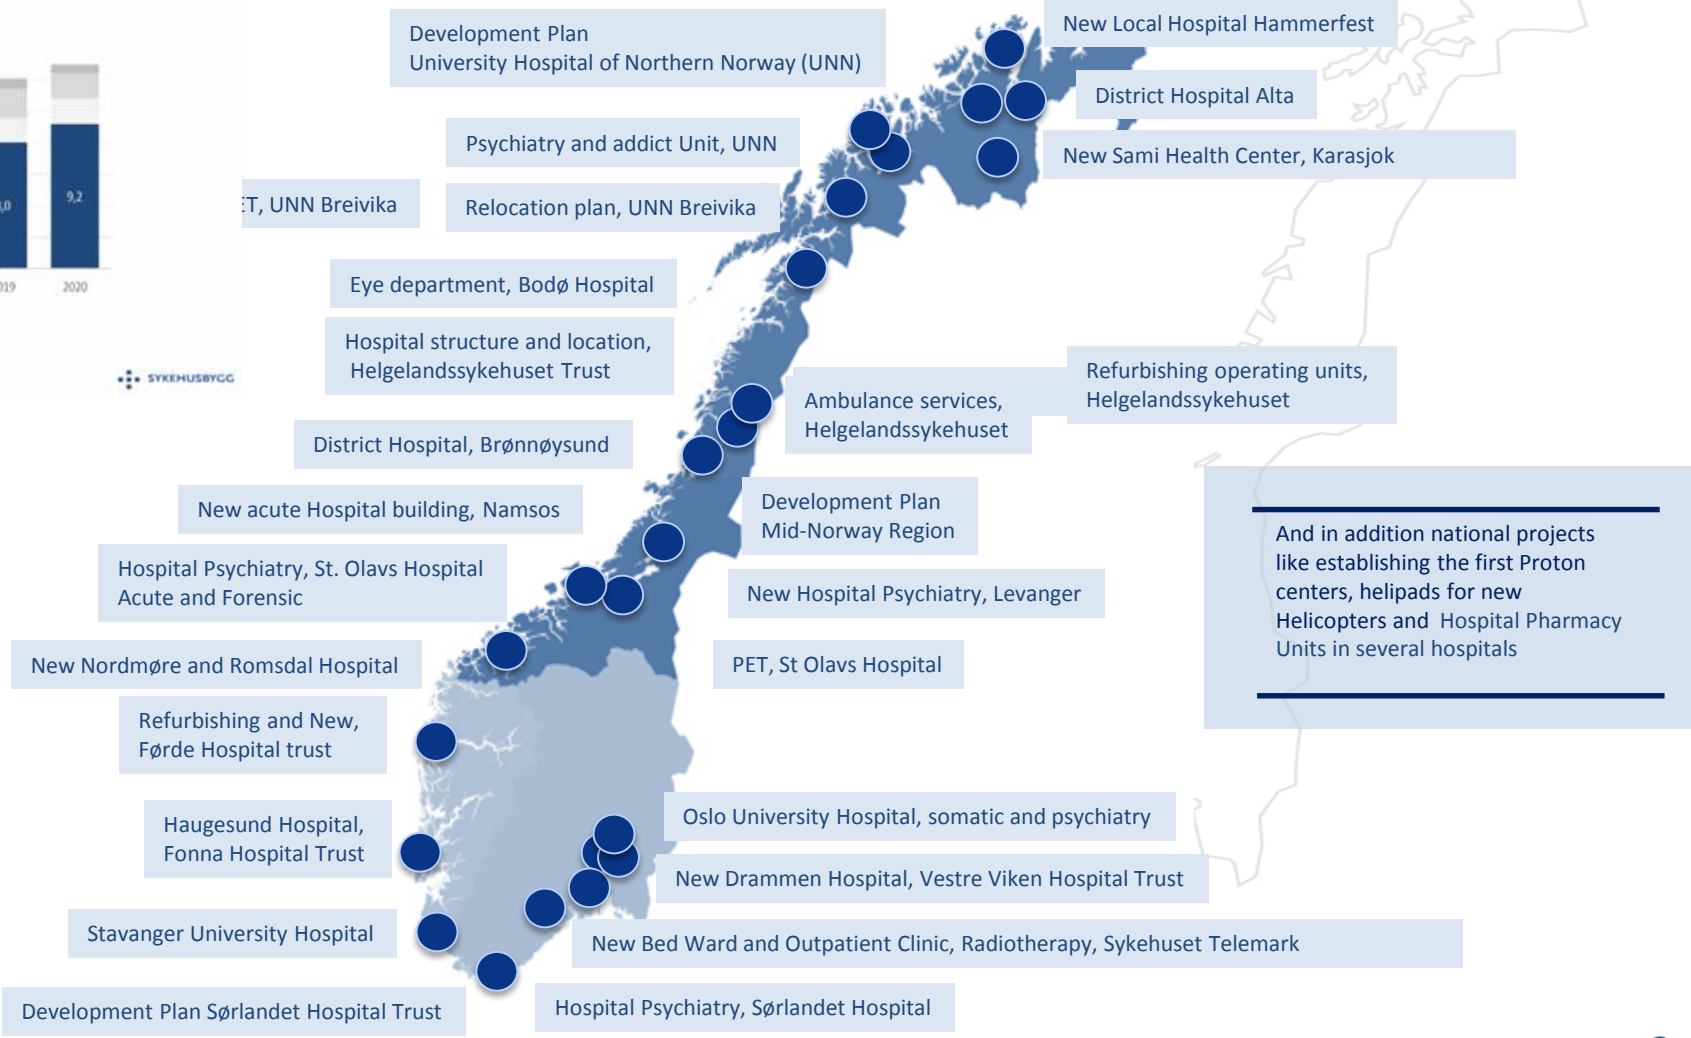 Development Plan
University Hospital of Northern Norway (UNN)
New Local Hospital Hammerfest
District Hospital Alta
Psychiatry and addict Unit, UNN
New Sami Health Center, Karasjok
UNN Breivika
Relocation plan, UNN Breivika
9,2
2020
SYKEHUSBYGG
Eye department, Bodø Hospital
Hospital structure and location,
Helgelandssykehuset Trust
Refurbishing operating units,
Helgelandssykehuset
Ambulance services,
Helgelandssykehuset
District Hospital, Brønnøysund
New acute Hospital building, Namsos
Development Plan
Mid-Norway Region
And in addition national projects
like establishing the first Proton
centers, helipads for new
Helicopters and Hospital Pharmacy
Units in several hospitals
Hospital Psychiatry, St. Olavs Hospital
Acute and Forensic
New Hospital Psychiatry, Levanger
New Nordmøre and Romsdal Hospital
PET, St Olavs Hospital
Refurbishing and New,
Førde Hospital trust
Haugesund Hospital,
Fonna Hospital Trust
Oslo University Hospital, somatic and psychiatry
New Drammen Hospital, Vestre Viken Hospital Trust
Stavanger University Hospital
New Bed Ward and Outpatient Clinic, Radiotherapy, Sykehuset Telemark
Development Plan Sørlandet Hospital Trust
Hospital Psychiatry, Sørlandet Hospital